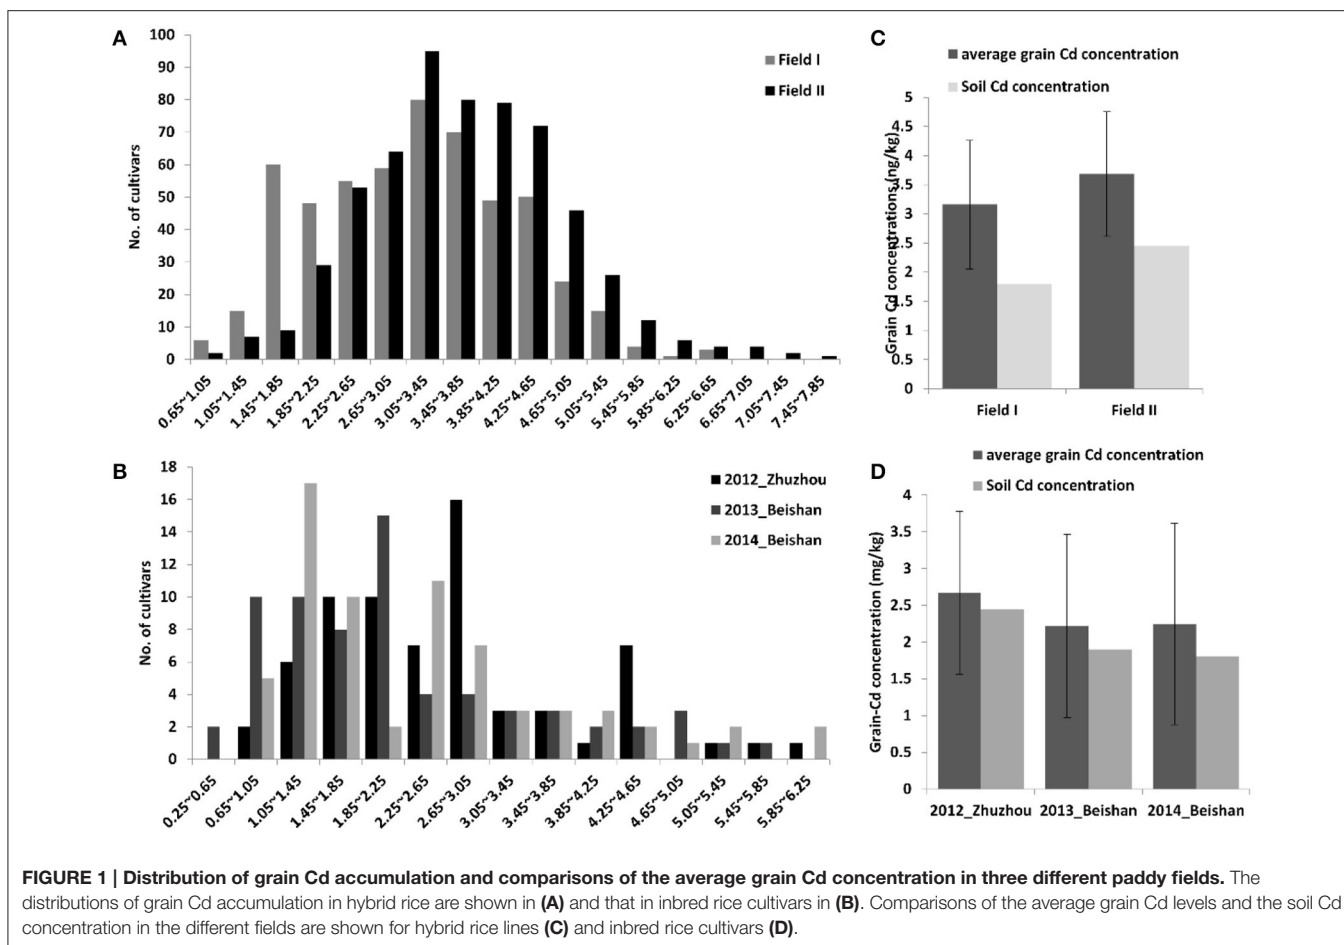 A
100
90
80
70
60
50
40
30
20
10
0
No. of cultivars
Field I
Field II
0.65~1.05
1.05~1.45
1.45~1.85
1.85~2.25
2.25~2.65
2.65~3.05
3.05~3.45
3.45~3.85
3.85~4.25
4.25~4.65
4.65~5.05
5.05~5.45
5.45~5.85
5.85~6.25
6.25~6.65
6.65~7.05
7.05~7.45
7.45~7.85
C
average grain Cd concentration
Soil Cd concentration
5
4.5
4
3.5
3
2.5
2
1.5
1
0.5
0
Grain Cd concentrations (ng/kg)
Field I
Field II
B
18
16
14
12
10
8
6
4
2
0
No. of cultivars
2012_Zhuzhou
2013_Beishan
2014_Beishan
0.25~0.65
0.65~1.05
1.05~1.45
1.45~1.85
1.85~2.25
2.25~2.65
2.65~3.05
3.05~3.45
3.45~3.85
3.85~4.25
4.25~4.65
4.65~5.05
5.05~5.45
5.45~5.85
5.85~6.25
D
average grain Cd concentration
Soil Cd concentration
4
3.5
3
2.5
2
1.5
1
0.5
0
Grain-Cd concentration (mg/kg)
2012_Zhuzhou
2013_Beishan
2014_Beishan
FIGURE 1 | Distribution of grain Cd accumulation and comparisons of the average grain Cd concentration in three different paddy fields. The
distributions of grain Cd accumulation in hybrid rice are shown in (A) and that in inbred rice cultivars in (B). Comparisons of the average grain Cd levels and the soil Cd
concentration in the different fields are shown for hybrid rice lines (C) and inbred rice cultivars (D).